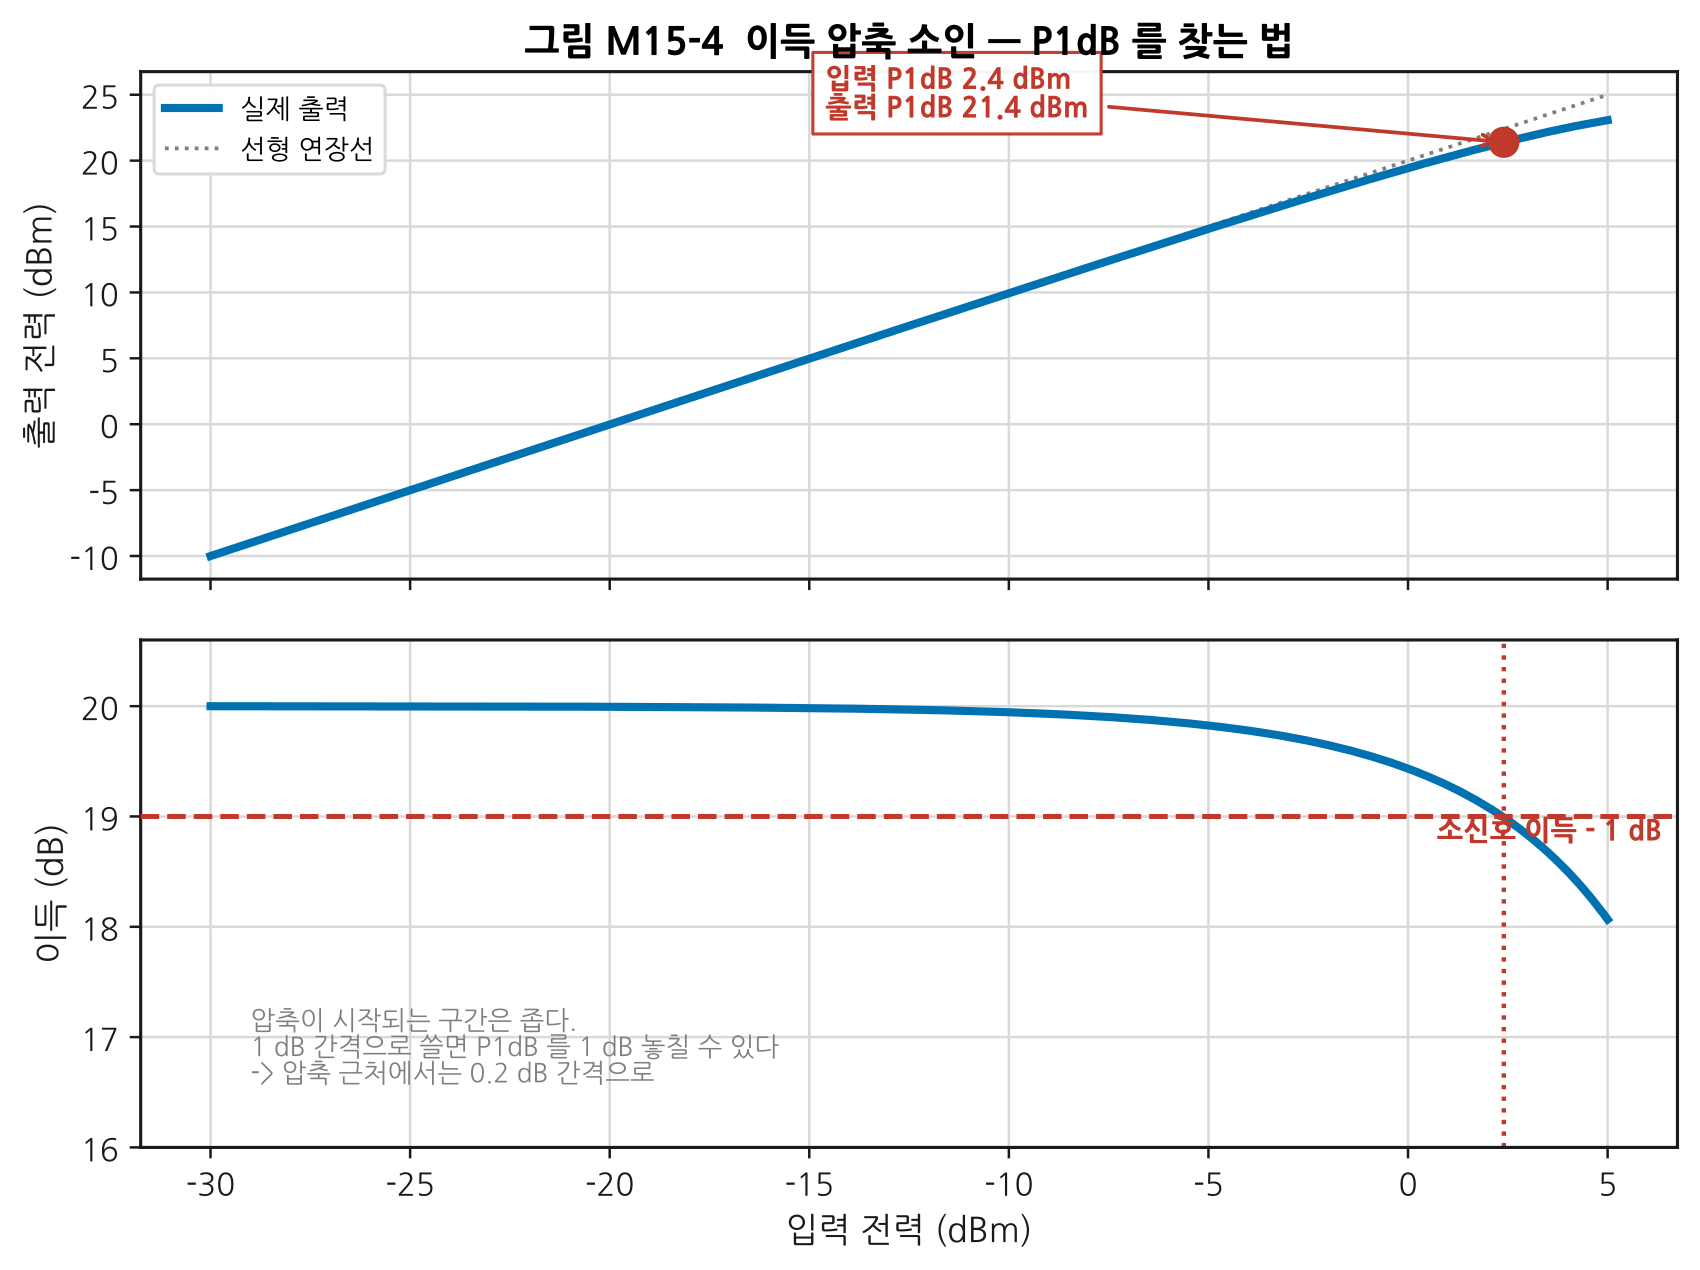 그림 M15-4 이득 압축 소인 — P1dB 를 찾는 법
입력 P1dB 2.4 dBm
출력 P1dB 21.4 dBm
실제 출력
선형 연장선
출력 전력 (dBm)
25
20
15
10
5
0
-5
-10
이득 (dB)
20
19
18
17
16
소신호 이득 - 1 dB
압축이 시작되는 구간은 좁다.
1 dB 간격으로 쓸면 P1dB 를 1 dB 놓칠 수 있다
-> 압축 근처에서는 0.2 dB 간격으로
-30 -25 -20 -15 -10 -5 0 5
입력 전력 (dBm)